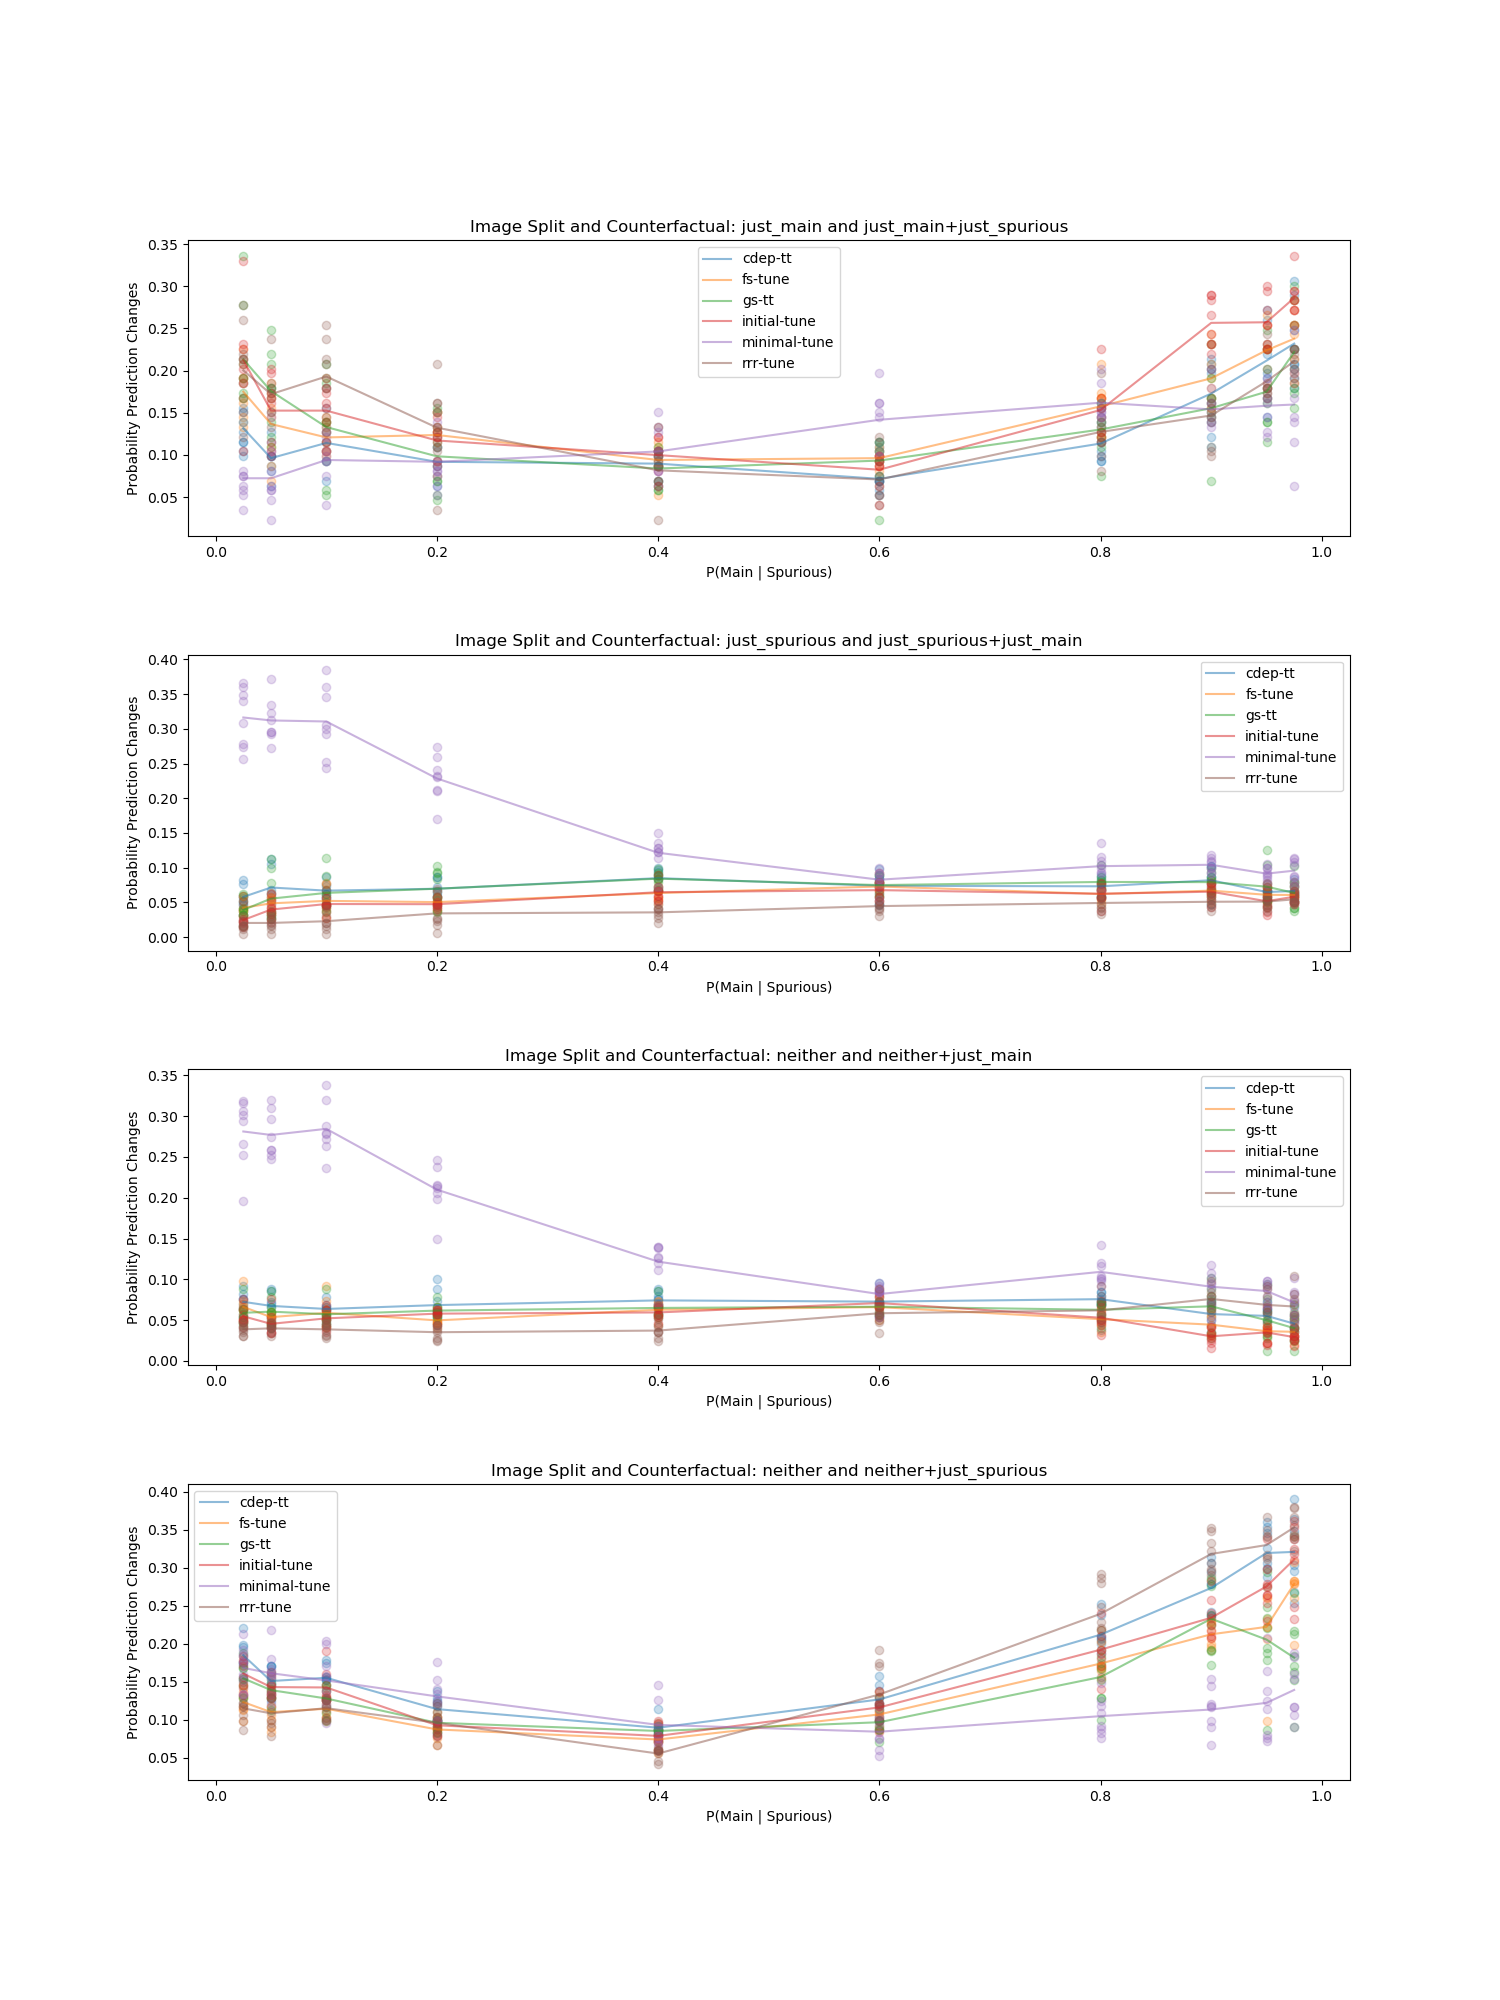 Image Split and Counterfactual: just_main and just_main+just_spurious
Probability Prediction Changes
0.35
0.30
0.25
0.20
0.15
0.10
0.05
cdep-tt
fs-tune
gs-tt
initial-tune
minimal-tune
rrr-tune
0.0 0.2 0.4 0.6 0.8 1.0
P(Main | Spurious)
Image Split and Counterfactual: just_spurious and just_spurious+just_main
Probability Prediction Changes
0.40
0.35
0.30
0.25
0.20
0.15
0.10
0.05
0.00
cdep-tt
fs-tune
gs-tt
initial-tune
minimal-tune
rrr-tune
0.0 0.2 0.4 0.6 0.8 1.0
P(Main | Spurious)
Image Split and Counterfactual: neither and neither+just_main
Probability Prediction Changes
0.35
0.30
0.25
0.20
0.15
0.10
0.05
0.00
cdep-tt
fs-tune
gs-tt
initial-tune
minimal-tune
rrr-tune
0.0 0.2 0.4 0.6 0.8 1.0
P(Main | Spurious)
Image Split and Counterfactual: neither and neither+just_spurious
Probability Prediction Changes
0.40
0.35
0.30
0.25
0.20
0.15
0.10
0.05
cdep-tt
fs-tune
gs-tt
initial-tune
minimal-tune
rrr-tune
0.0 0.2 0.4 0.6 0.8 1.0
P(Main | Spurious)